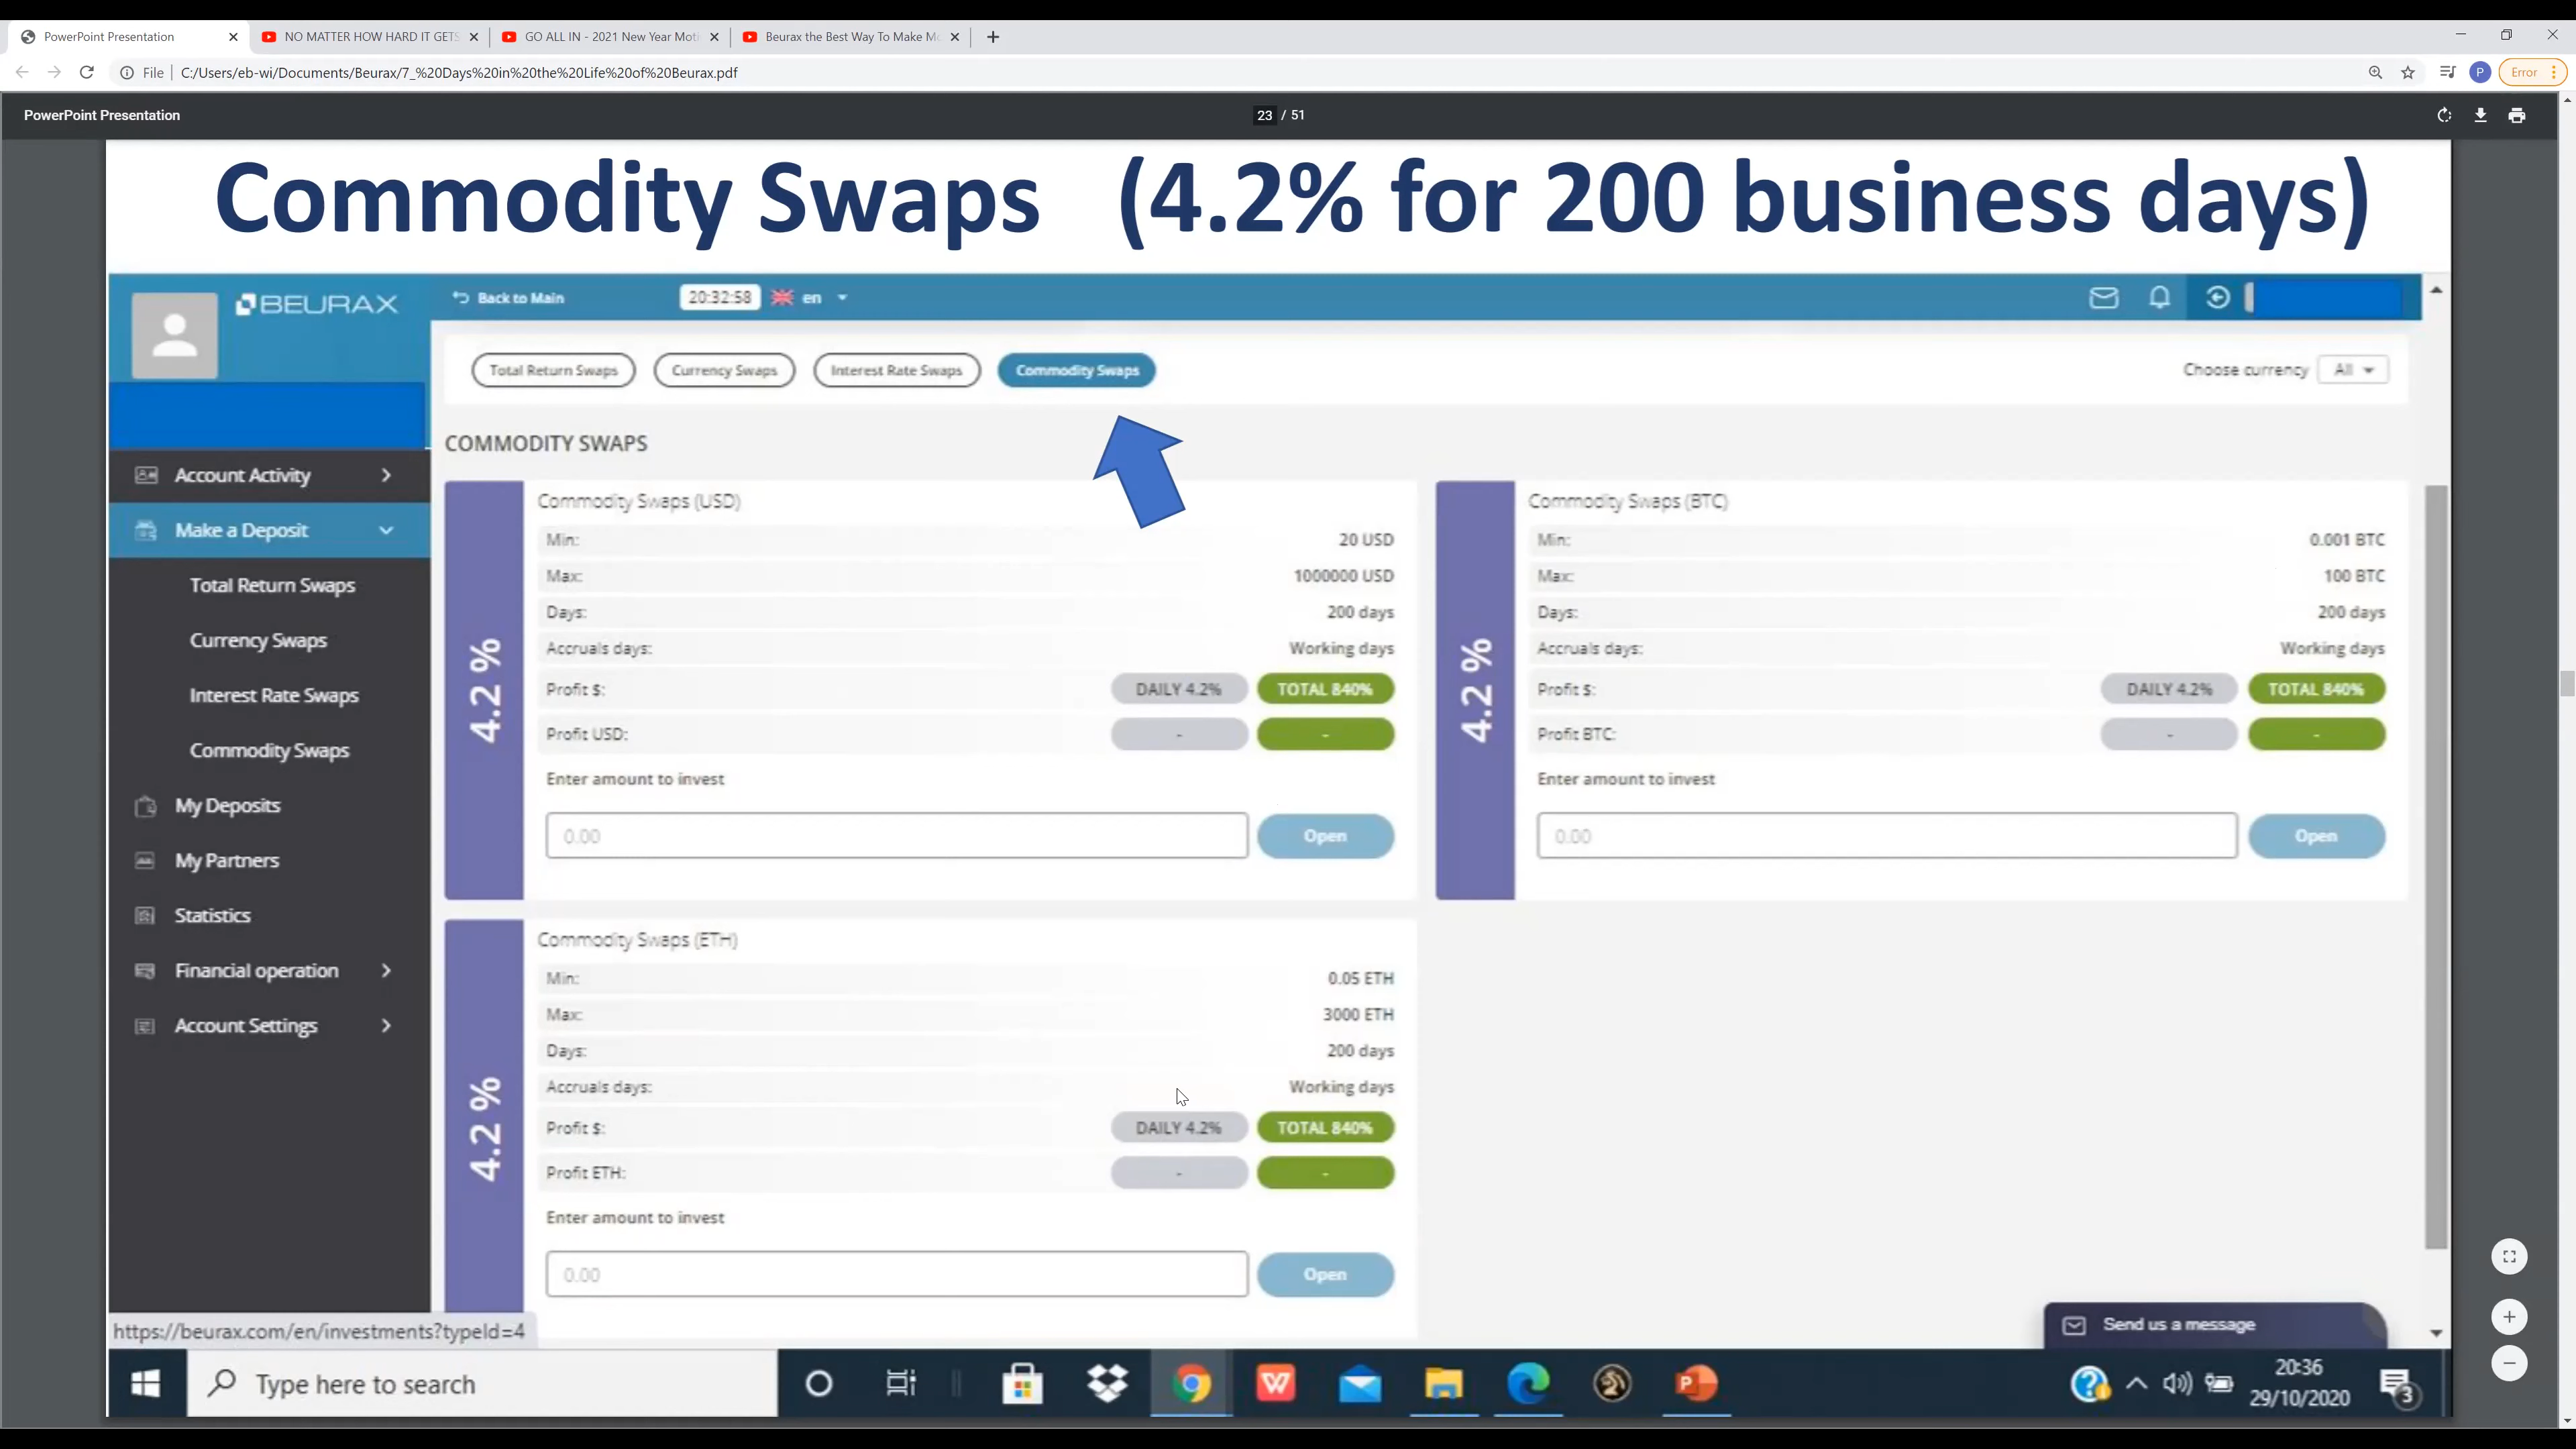 PowerPoint Presentation
NO MATTER HOW HARD IT GETS
GO ALL IN - 2021 New Year Moti
Beurax the Best Way To Make Mo
File
C:/Users/eb-wi/Documents/Beurax/7_%20Days%20in%20the%20Life%20of%20Beurax.pdf
P
Error
PowerPoint Presentation
23 / 51
Commodity Swaps (4.2% for 200 business days)
BEURAX
Back to Main
20:32:58
en
Total Return Swaps
Currency Swaps
Interest Rate Swaps
Commodity Swaps
Choose currency
All
Account Activity
Make a Deposit
Total Return Swaps
Currency Swaps
Interest Rate Swaps
Commodity Swaps
My Deposits
My Partners
Statistics
Financial operation
Account Settings
COMMODITY SWAPS
4.2 %
Commodity Swaps (USD)
Min: 20 USD
Max: 1000000 USD
Days: 200 days
Accruals days: Working days
Profit $: DAILY 4.2% TOTAL 840%
Profit USD: - -
Enter amount to invest
0.00 Open
4.2 %
Commodity Swaps (BTC)
Min: 0.001 BTC
Max: 100 BTC
Days: 200 days
Accruals days: Working days
Profit $: DAILY 4.2% TOTAL 840%
Profit BTC: - -
Enter amount to invest
0.00 Open
4.2 %
Commodity Swaps (ETH)
Min: 0.05 ETH
Max: 3000 ETH
Days: 200 days
Accruals days: Working days
Profit $: DAILY 4.2% TOTAL 840%
Profit ETH: - -
Enter amount to invest
0.00 Open
https://beurax.com/en/investments?typeId=4
Send us a message
Type here to search
20:36
29/10/2020
3